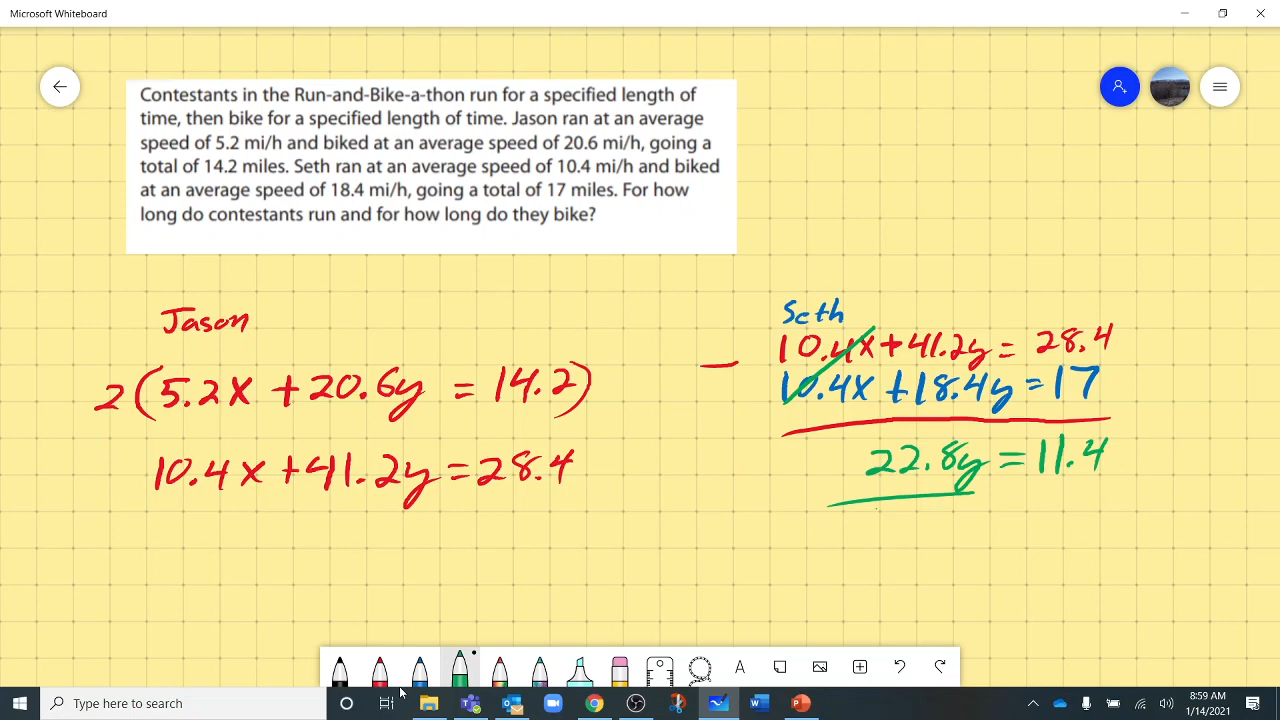 Microsoft Whiteboard
Contestants in the Run-and-Bike-a-thon run for a specified length of
time, then bike for a specified length of time. Jason ran at an average
speed of 5.2 mi/h and biked at an average speed of 20.6 mi/h, going a
total of 14.2 miles. Seth ran at an average speed of 10.4 mi/h and biked
at an average speed of 18.4 mi/h, going a total of 17 miles. For how
long do contestants run and for how long do they bike?
Jason
2(5.2x + 20.6y = 14.2)
10.4x + 41.2y = 28.4
Seth
10.4x + 41.2y = 28.4
− 10.4x + 18.4y = 17
22.8y = 11.4
A
Type here to search
8:59 AM
1/14/2021